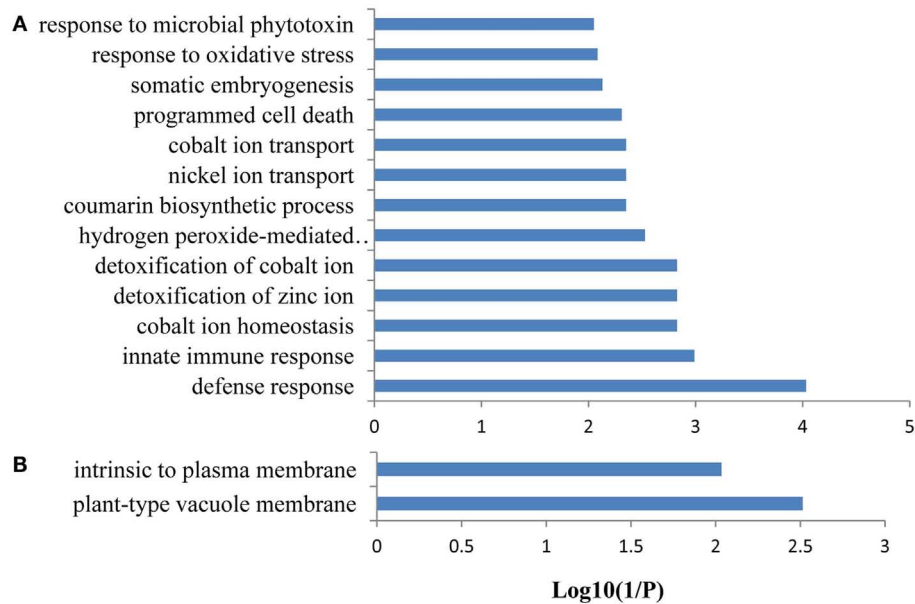 A response to microbial phytotoxin
response to oxidative stress
somatic embryogenesis
programmed cell death
cobalt ion transport
nickel ion transport
coumarin biosynthetic process
hydrogen peroxide-mediated..
detoxification of cobalt ion
detoxification of zinc ion
cobalt ion homeostasis
innate immune response
defense response
0 1 2 3 4 5
B
intrinsic to plasma membrane
plant-type vacuole membrane
0 0.5 1 1.5 2 2.5 3
Log10(1/P)